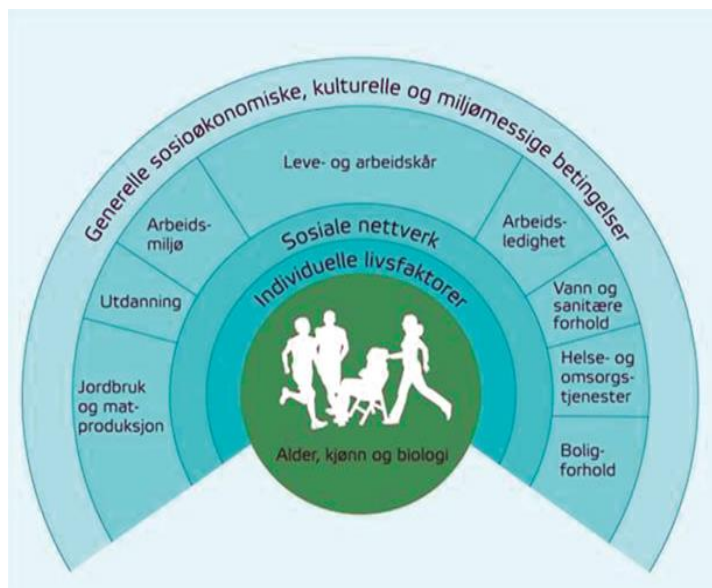 Generelle sosioøkonomiske, kulturelle og miljømessige betingelser
Leve- og arbeidskår
Arbeids-
miljø
Arbeids-
ledighet
Sosiale nettverk
Individuelle livsfaktorer
Utdanning
Vann og
sanitære
forhold
Jordbruk
og mat-
produksjon
Helse- og
omsorgs-
tjenester
Bolig-
forhold
Alder, kjønn og biologi